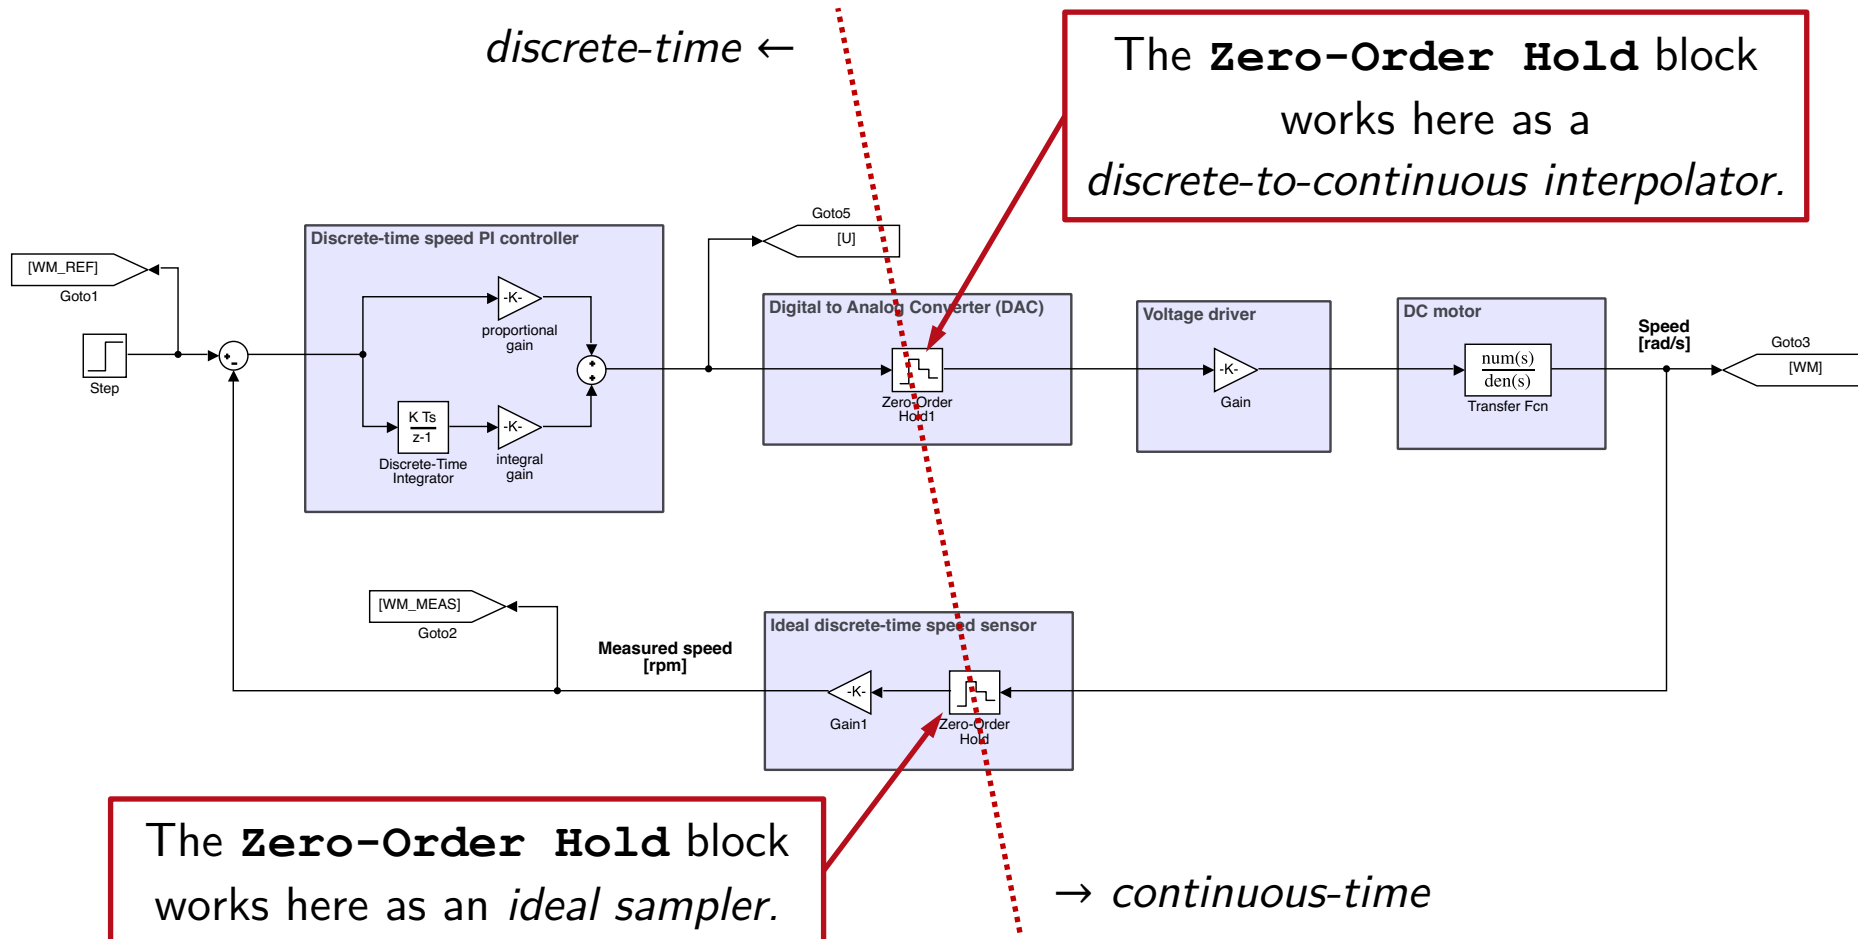 discrete-time ←
The Zero-Order Hold block
works here as a
discrete-to-continuous interpolator.
Goto5
[U]
Discrete-time speed PI controller
[WM_REF]
Goto1
Step
+
-
-K-
proportional
gain
K Ts
z-1
Discrete-Time
Integrator
-K-
integral
gain
+
+
Digital to Analog Converter (DAC)
Zero-Order
Hold1
Voltage driver
-K-
Gain
DC motor
num(s)
den(s)
Transfer Fcn
Speed
[rad/s]
Goto3
[WM]
[WM_MEAS]
Goto2
Measured speed
[rpm]
Ideal discrete-time speed sensor
-K-
Gain1
Zero-Order
Hold
The Zero-Order Hold block
works here as an ideal sampler.
→ continuous-time